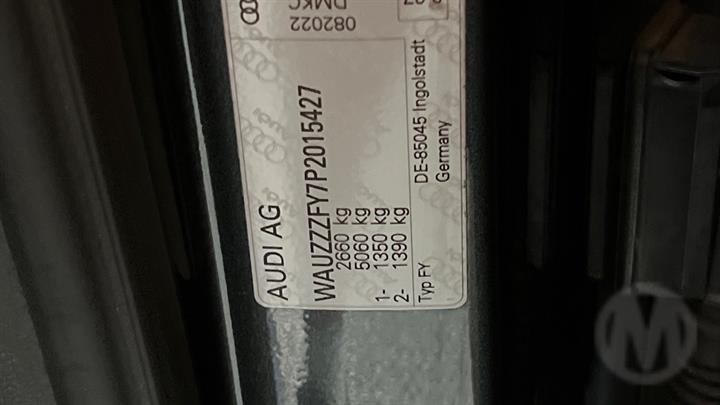 AUDI AG
WAUZZZFY7P2015427
2660 kg
5060 kg
1- 1350 kg
2- 1390 kg
Typ FY
DE-85045 Ingolstadt
Germany
082022
DMKC
M